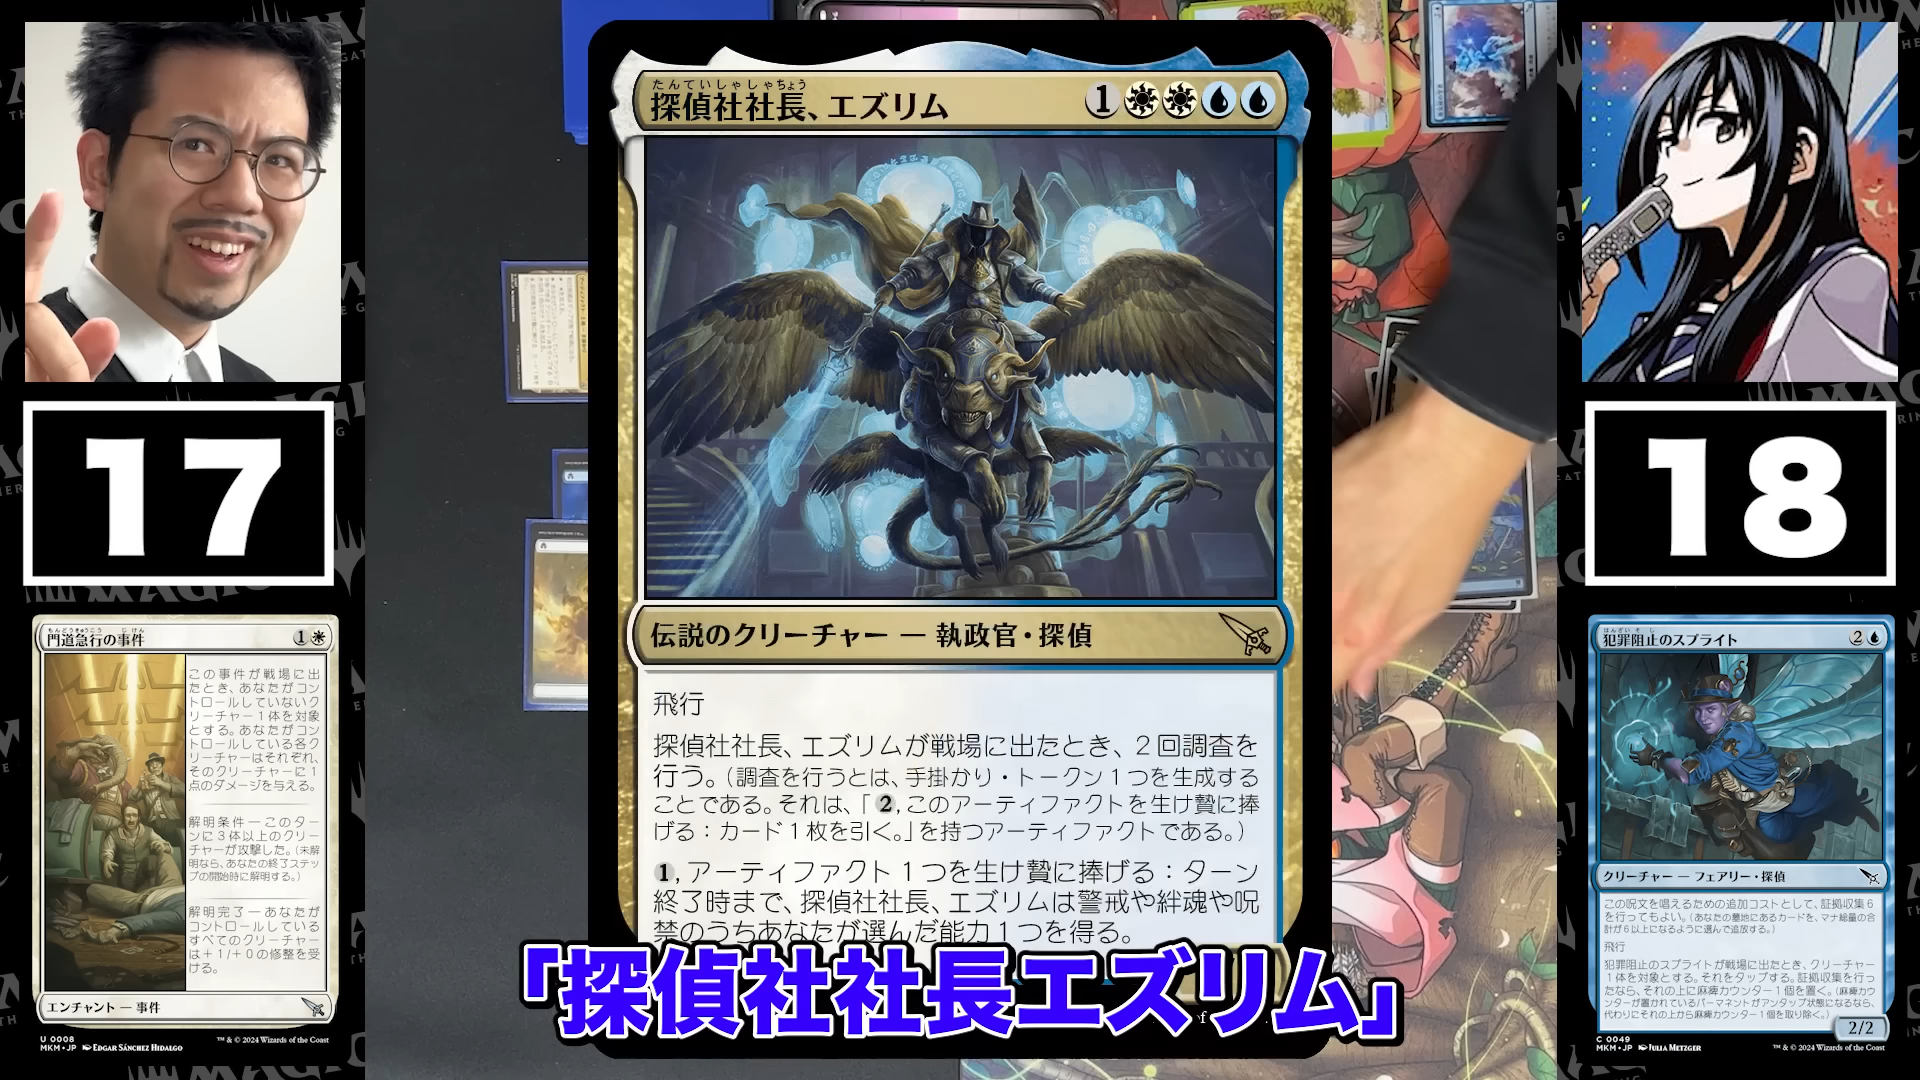 17
門道急行の事件
もんどうきゅうこう じけん
1
この事件が戦場に出
たとき、あなたがコン
トロールしていないク
リーチャー1体を対象
とする。あなたがコン
トロールしている各ク
リーチャーはそれぞれ、
そのクリーチャーに1
点のダメージを与える。
解明条件 ― このター
ンに3体以上のクリー
チャーが攻撃した。(未解
明なら、あなたの終了ステッ
プの開始時に解明する。)
解明完了 ― あなたが
コントロールしている
すべてのクリーチャー
は+1/+0の修整を受
ける。
エンチャント ― 事件
U 0008
MKM・JP EDGAR SÁNCHEZ HIDALGO
™ & © 2024 Wizards of the Coast
たんていしゃしゃちょう
探偵社社長、エズリム
1
伝説のクリーチャー ― 執政官・探偵
飛行
探偵社社長、エズリムが戦場に出たとき、2回調査を
行う。(調査を行うとは、手掛かり・トークン1つを生成する
ことである。それは、「2,このアーティファクトを生け贄に捧
げる:カード1枚を引く。」を持つアーティファクトである。)
1, アーティファクト1つを生け贄に捧げる:ターン
終了時まで、探偵社社長、エズリムは警戒や絆魂や呪
禁のうちあなたが選んだ能力1つを得る。
「探偵社社長エズリム」
18
はんざいそし
犯罪阻止のスプライト
2
クリーチャー ― フェアリー・探偵
この呪文を唱えるための追加コストとして、証拠収集6
を行ってもよい。(あなたの墓地にあるカードを、マナ総量の合
計が6以上になるように選んで追放する。)
飛行
犯罪阻止のスプライトが戦場に出たとき、クリーチャー
1体を対象とする。それをタップする。証拠収集を行っ
たなら、それの上に麻痺カウンター1個を置く。(麻痺カウ
ンターが置かれているパーマネントがアンタップ状態になるなら、
代わりにそれの上から麻痺カウンター1個を取り除く。)
2/2
C 0049
MKM・JP JULIA METZGER
™ & © 2024 Wizards of the Coast